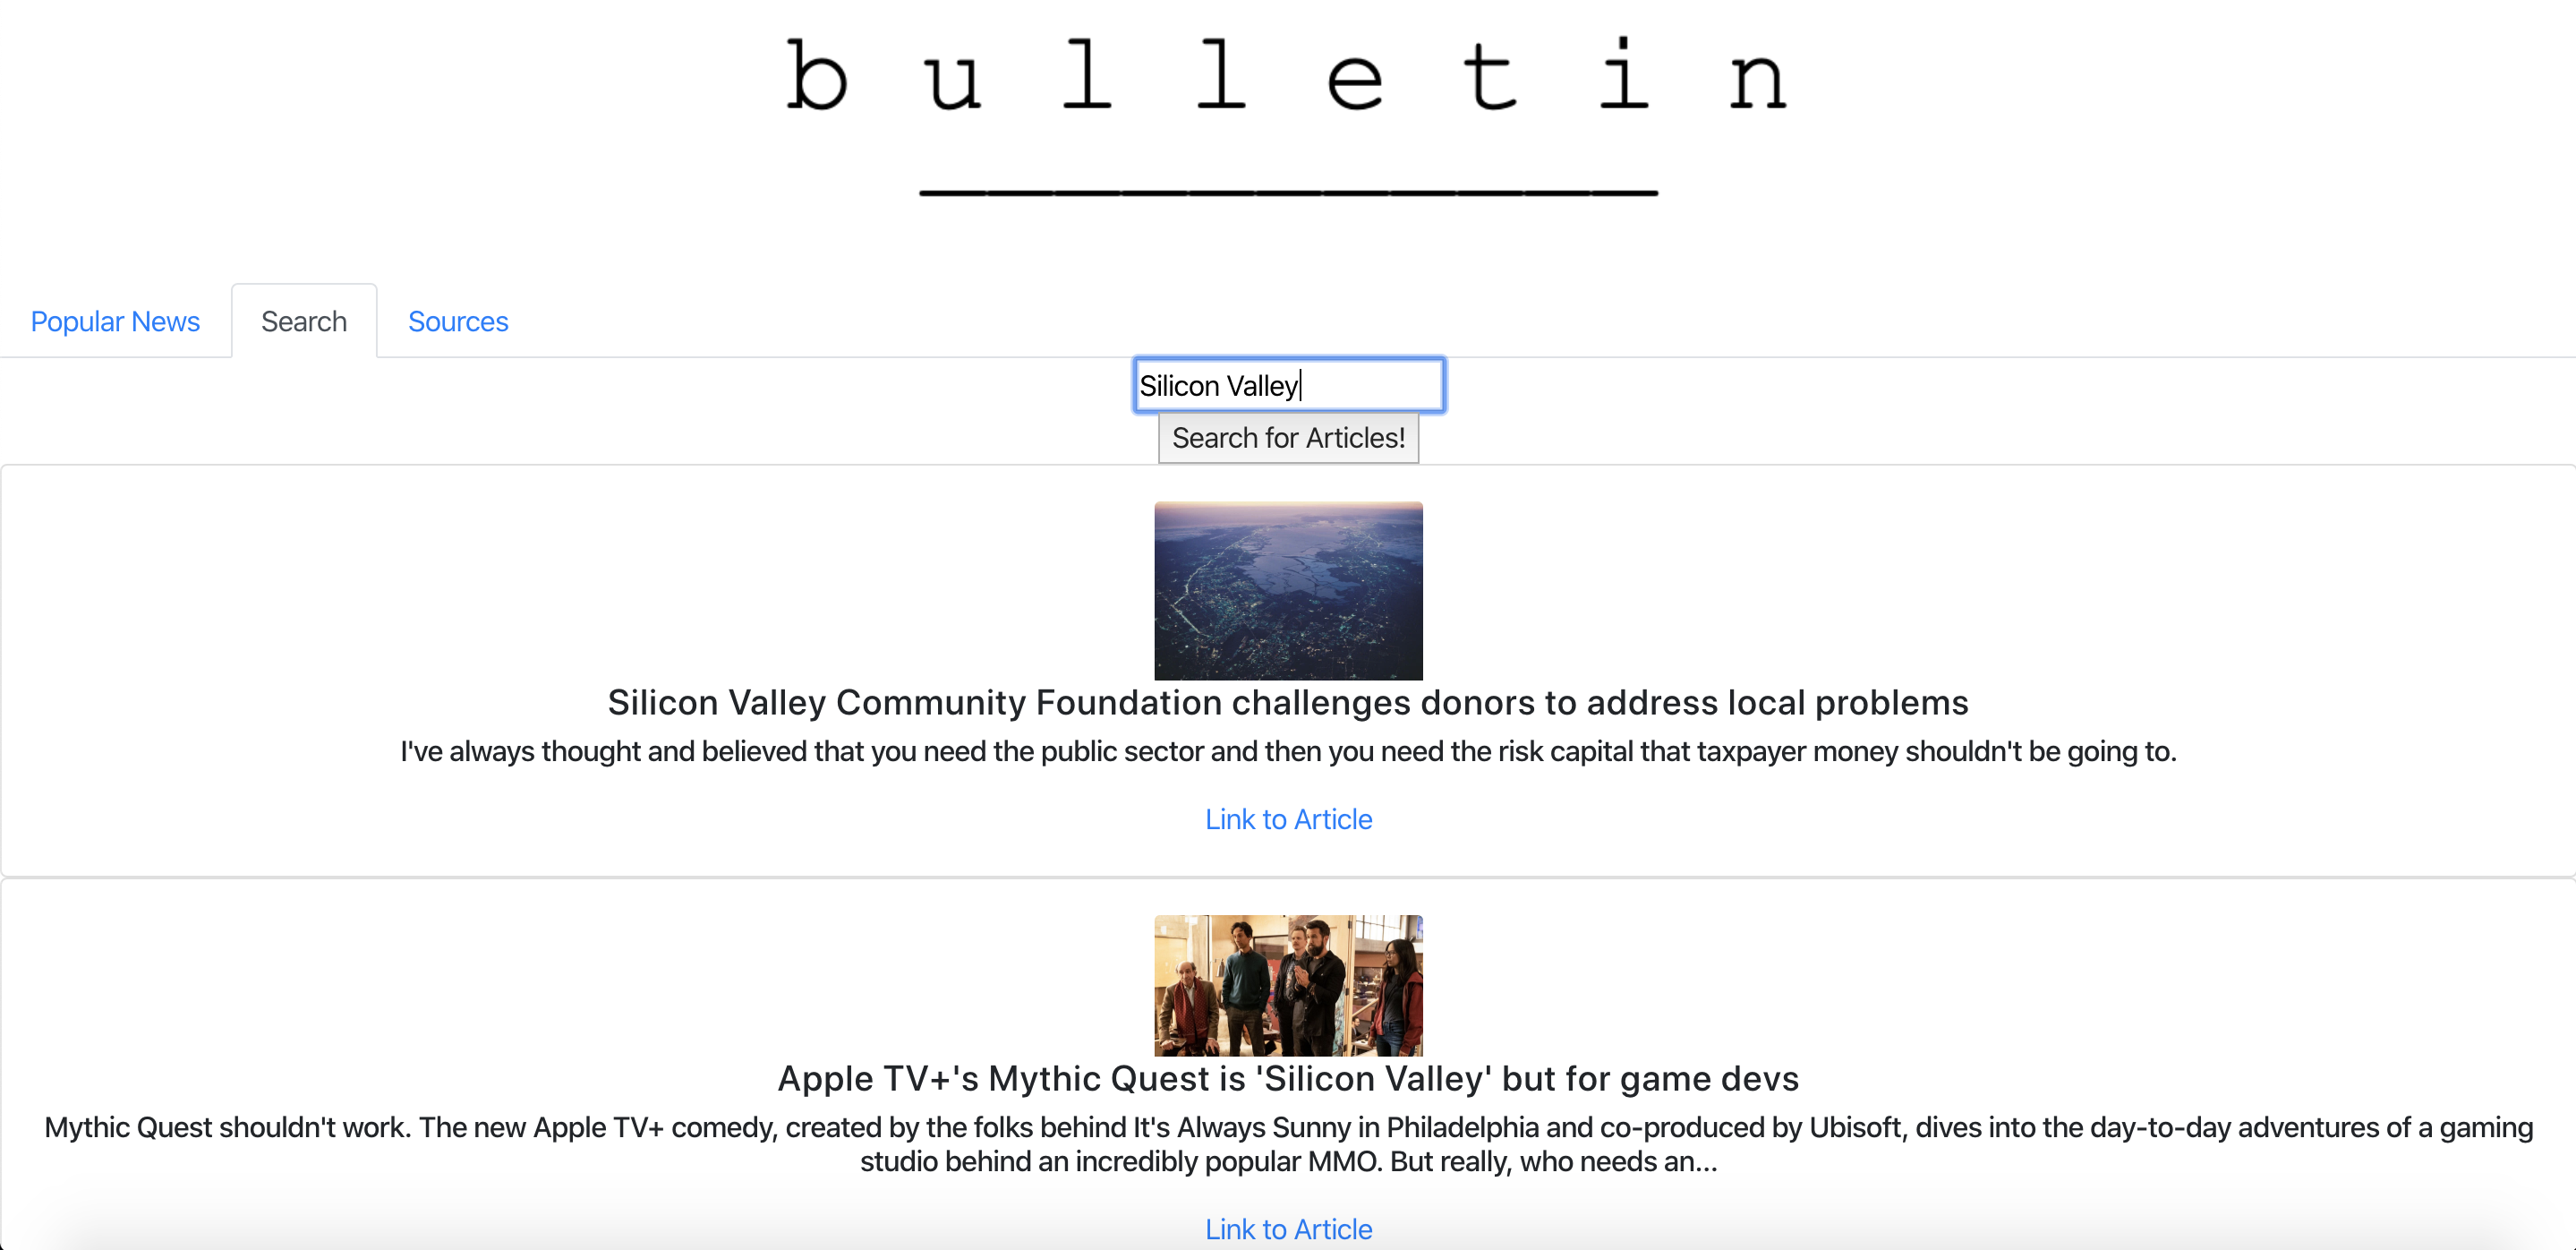 b u l l e t i n
Popular News Search Sources
Silicon Valley
Search for Articles!
Silicon Valley Community Foundation challenges donors to address local problems
I've always thought and believed that you need the public sector and then you need the risk capital that taxpayer money shouldn't be going to.
Link to Article
Apple TV+'s Mythic Quest is 'Silicon Valley' but for game devs
Mythic Quest shouldn't work. The new Apple TV+ comedy, created by the folks behind It's Always Sunny in Philadelphia and co-produced by Ubisoft, dives into the day-to-day adventures of a gaming
studio behind an incredibly popular MMO. But really, who needs an…
Link to Article